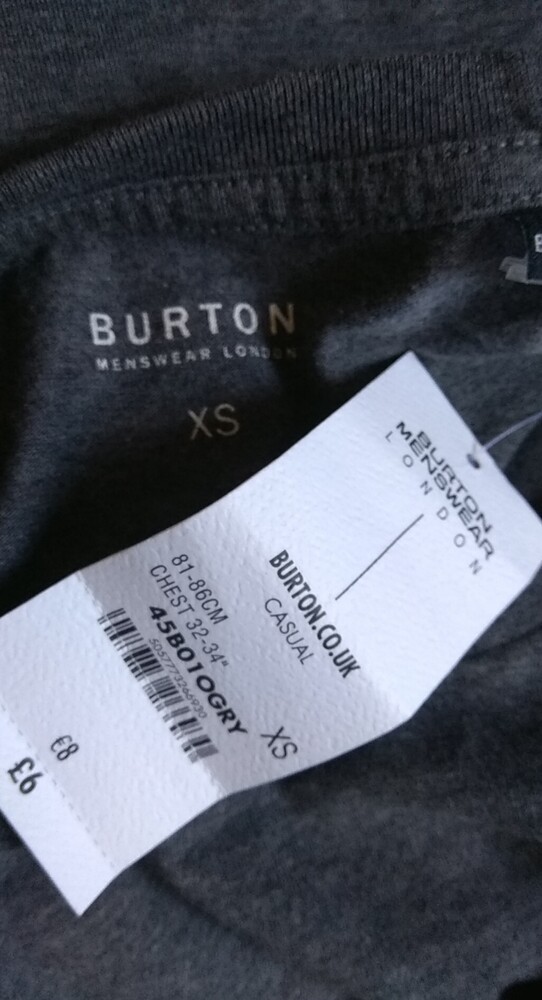 BURTON
MENSWEAR LONDON
XS
BURTON
MENSWEAR
LONDON
BURTON.CO.UK
CASUAL
XS
81-86CM
CHEST 32-34"
45B01OGRY
5057773266930
€8
£6